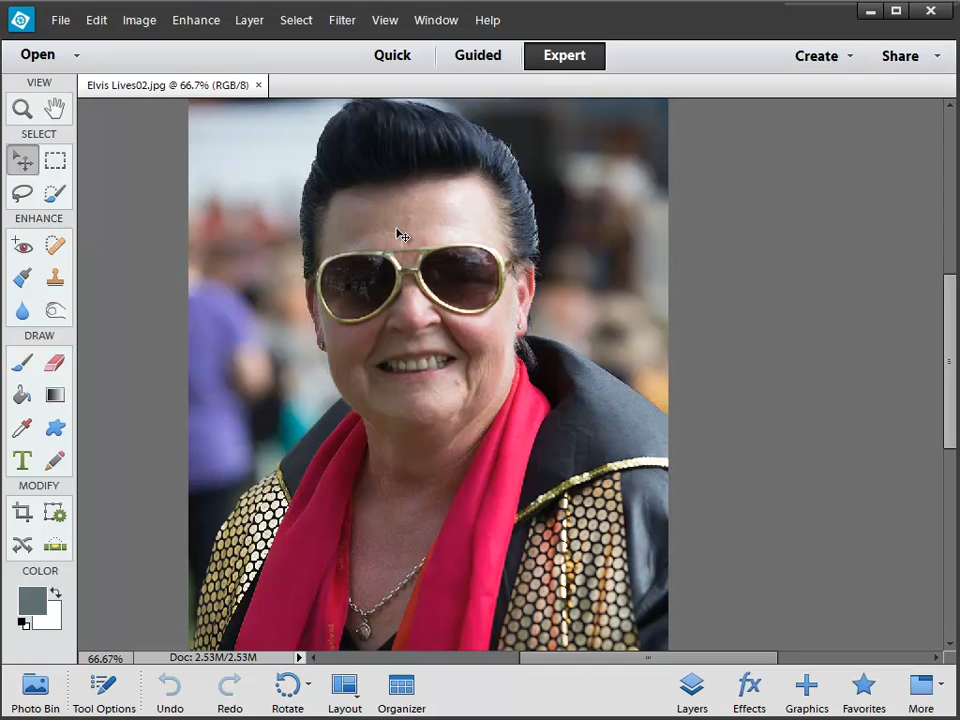 File Edit Image Enhance Layer Select Filter View Window Help
Open Quick Guided Expert Create Share
VIEW
Elvis Lives02.jpg @ 66.7% (RGB/8) ×
SELECT
ENHANCE
DRAW
T
MODIFY
COLOR
66.67% Doc: 2.53M/2.53M
fx
Photo Bin Tool Options Undo Redo Rotate Layout Organizer Layers Effects Graphics Favorites More